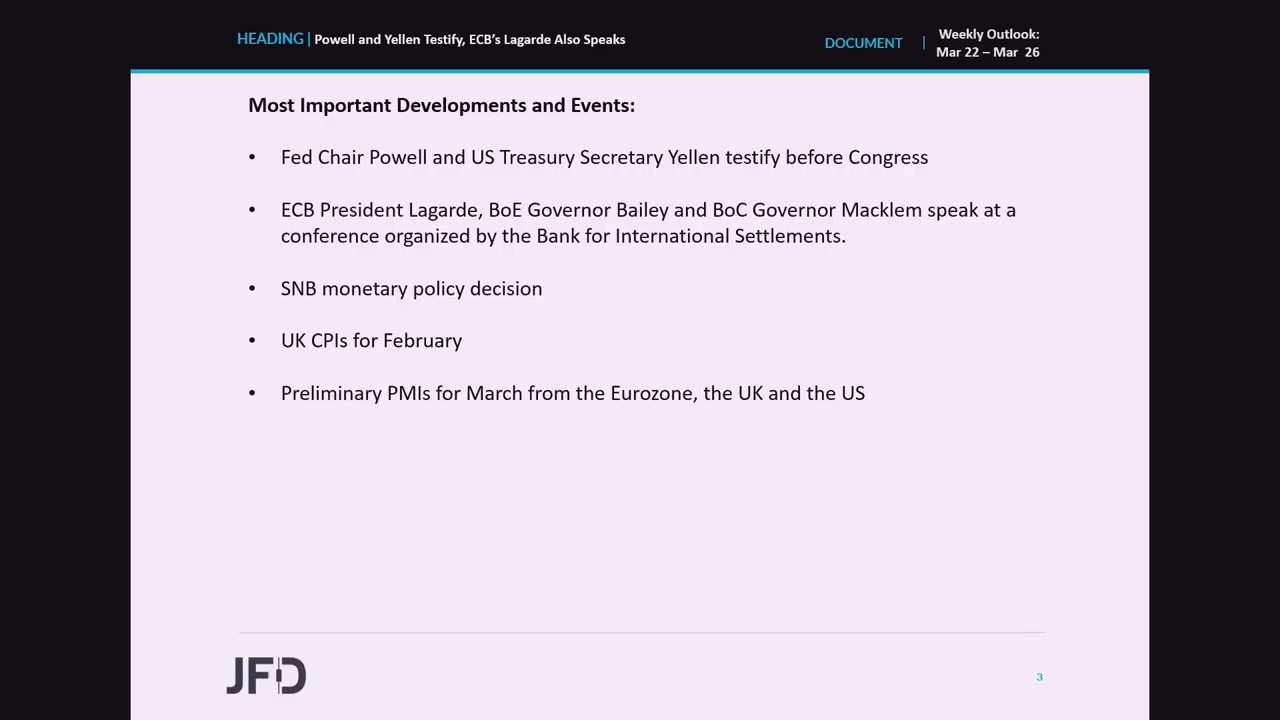 HEADING | Powell and Yellen Testify, ECB's Lagarde Also Speaks
DOCUMENT | Weekly Outlook:
Mar 22 – Mar 26
Most Important Developments and Events:
• Fed Chair Powell and US Treasury Secretary Yellen testify before Congress
• ECB President Lagarde, BoE Governor Bailey and BoC Governor Macklem speak at a
conference organized by the Bank for International Settlements.
• SNB monetary policy decision
• UK CPIs for February
• Preliminary PMIs for March from the Eurozone, the UK and the US
JFD
3